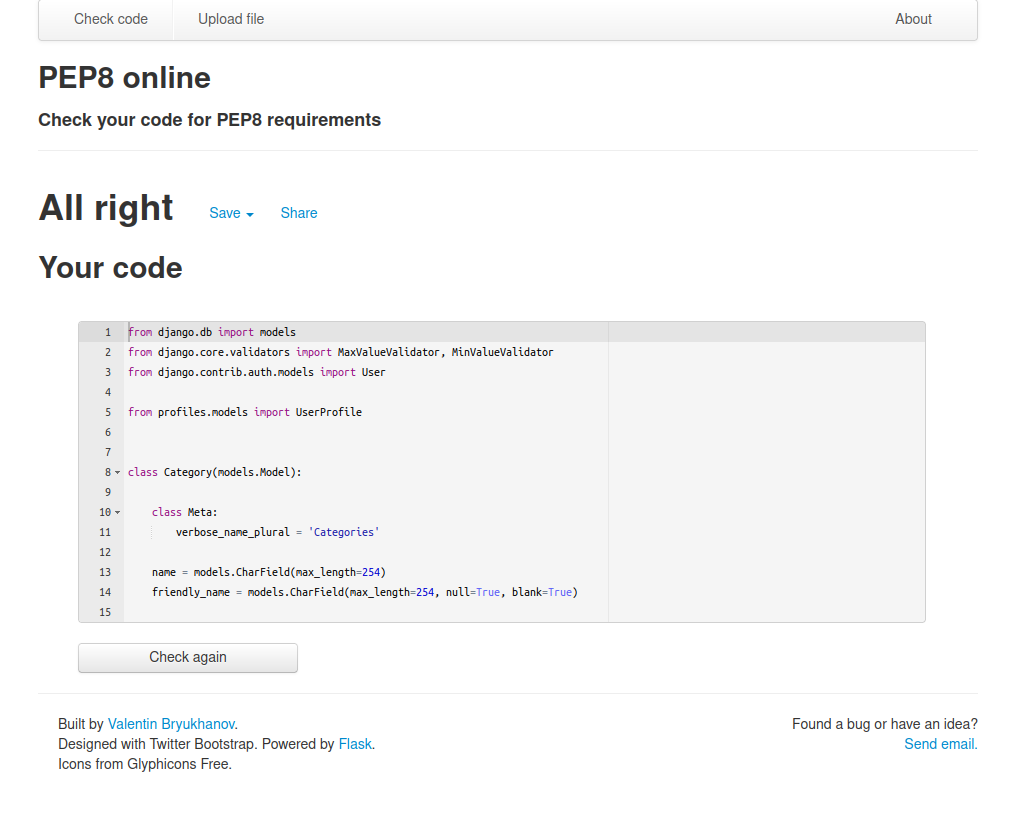 Check code Upload file About
PEP8 online
Check your code for PEP8 requirements
All right Save Share
Your code
1 from django.db import models
2 from django.core.validators import MaxValueValidator, MinValueValidator
3 from django.contrib.auth.models import User
4
5 from profiles.models import UserProfile
6
7
8 class Category(models.Model):
9
10 class Meta:
11 verbose_name_plural = 'Categories'
12
13 name = models.CharField(max_length=254)
14 friendly_name = models.CharField(max_length=254, null=True, blank=True)
15
Check again
Built by Valentin Bryukhanov. Found a bug or have an idea?
Designed with Twitter Bootstrap. Powered by Flask. Send email.
Icons from Glyphicons Free.